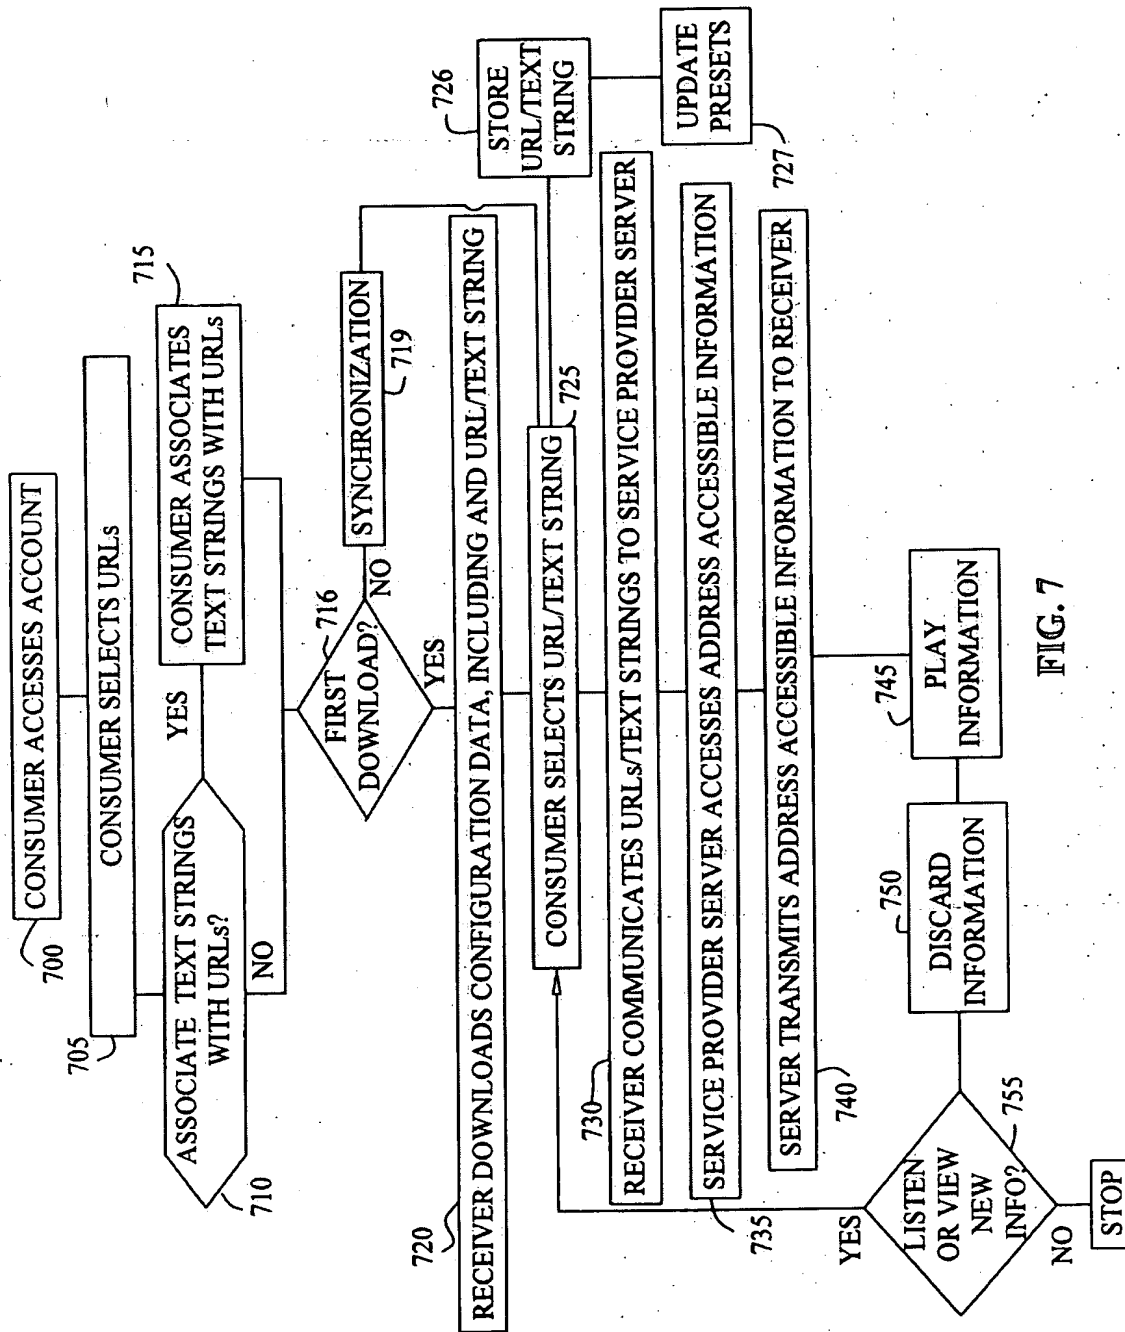 700
CONSUMER ACCESSES ACCOUNT
705
CONSUMER SELECTS URLs
710
ASSOCIATE TEXT STRINGS
WITH URLs?
YES
NO
715
CONSUMER ASSOCIATES
TEXT STRINGS WITH URLs
716
FIRST
DOWNLOAD?
NO
YES
SYNCHRONIZATION
719
720
RECEIVER DOWNLOADS CONFIGURATION DATA, INCLUDING AND URL/TEXT STRING
CONSUMER SELECTS URL/TEXT STRING
725
726
STORE
URL/TEXT
STRING
UPDATE
PRESETS
727
730
RECEIVER COMMUNICATES URLs/TEXT STRINGS TO SERVICE PROVIDER SERVER
735
SERVICE PROVIDER SERVER ACCESSES ADDRESS ACCESSIBLE INFORMATION
740
SERVER TRANSMITS ADDRESS ACCESSIBLE INFORMATION TO RECEIVER
745
PLAY
INFORMATION
750
DISCARD
INFORMATION
755
LISTEN
OR VIEW
NEW
INFO?
YES
NO
STOP
FIG. 7